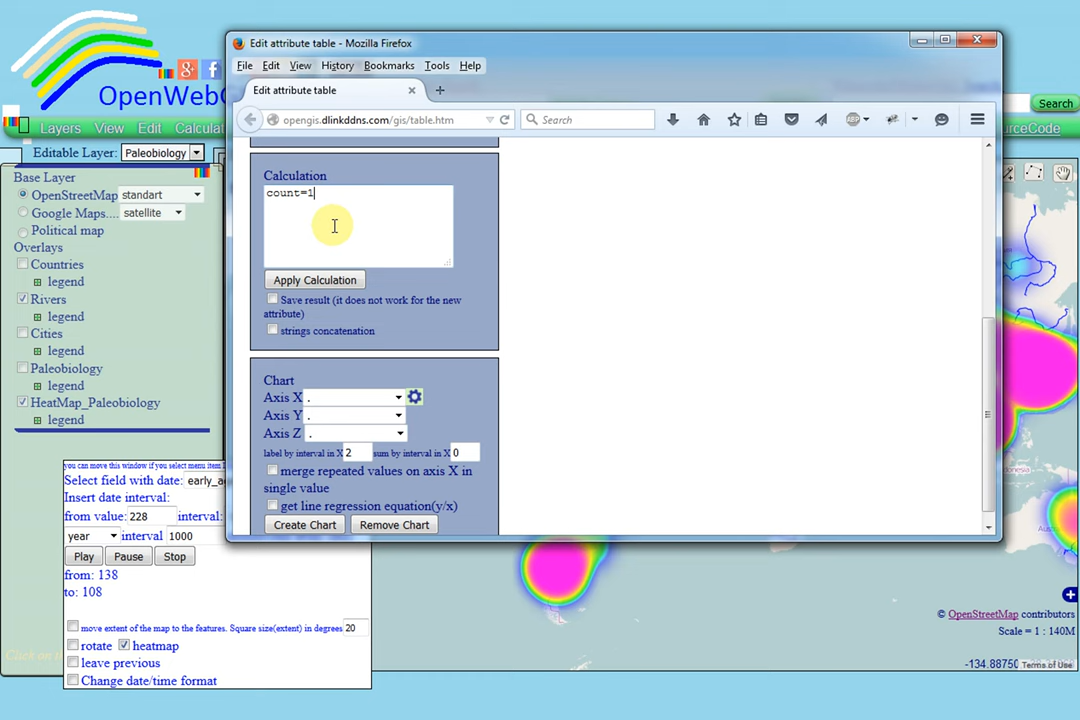 Edit attribute table - Mozilla Firefox
File Edit View History Bookmarks Tools Help
Edit attribute table
opengis.dlinkddns.com/gis/table.htm
Search
OpenWeb
Search
Layers View Edit Calculat
urceCode
Editable Layer: Paleobiology
Base Layer
OpenStreetMap standart
Google Maps.... satellite
Political map
Overlays
Countries
legend
Rivers
legend
Cities
legend
Paleobiology
legend
HeatMap_Paleobiology
legend
Calculation
count=1
Apply Calculation
Save result (it does not work for the new
attribute)
strings concatenation
Chart
Axis X .
Axis Y .
Axis Z .
label by interval in X 2 sum by interval in X 0
merge repeated values on axis X in
single value
get line regression equation(y/x)
Create Chart Remove Chart
you can move this window if you select menu item
Select field with date: early_ag
Insert date interval:
from value: 228 interval:
year interval 1000
Play Pause Stop
from: 138
to: 108
move extent of the map to the features. Square size(extent) in degrees 20
rotate heatmap
leave previous
Change date/time format
© OpenStreetMap contributors
Scale = 1 : 140M
-134.88750 Terms of Use